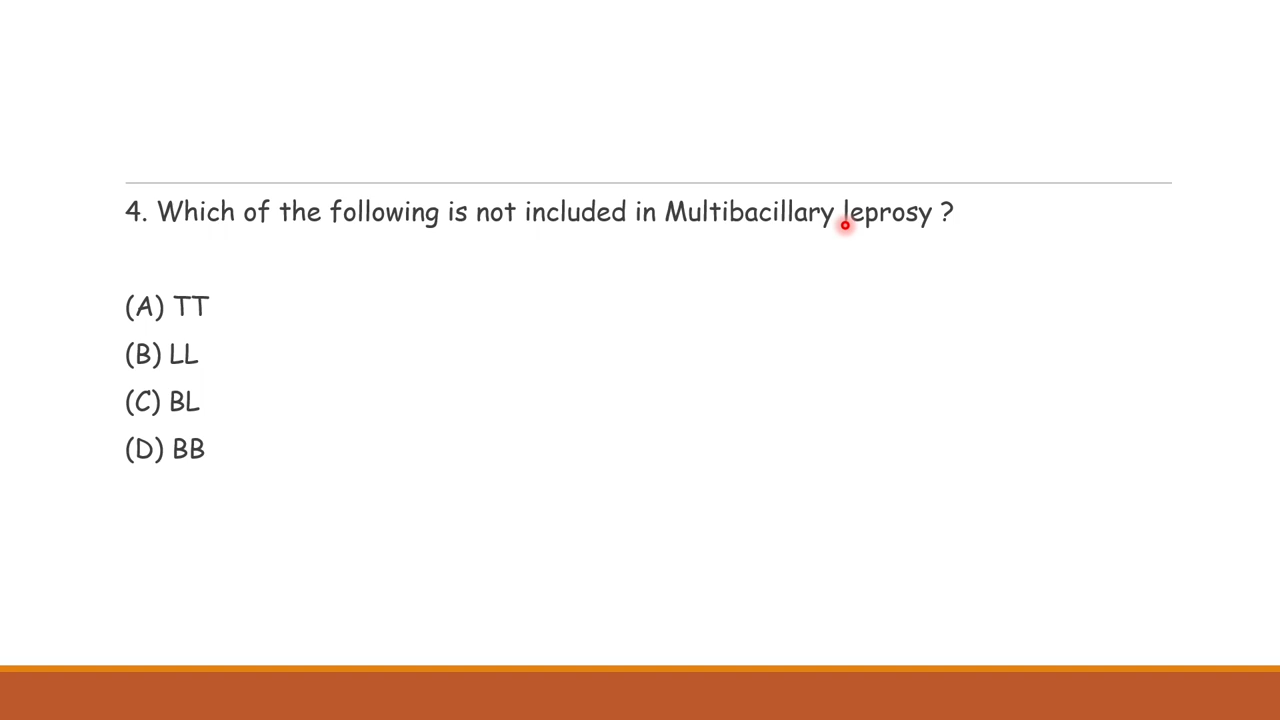 4. Which of the following is not included in Multibacillary leprosy ?
(A) TT
(B) LL
(C) BL
(D) BB